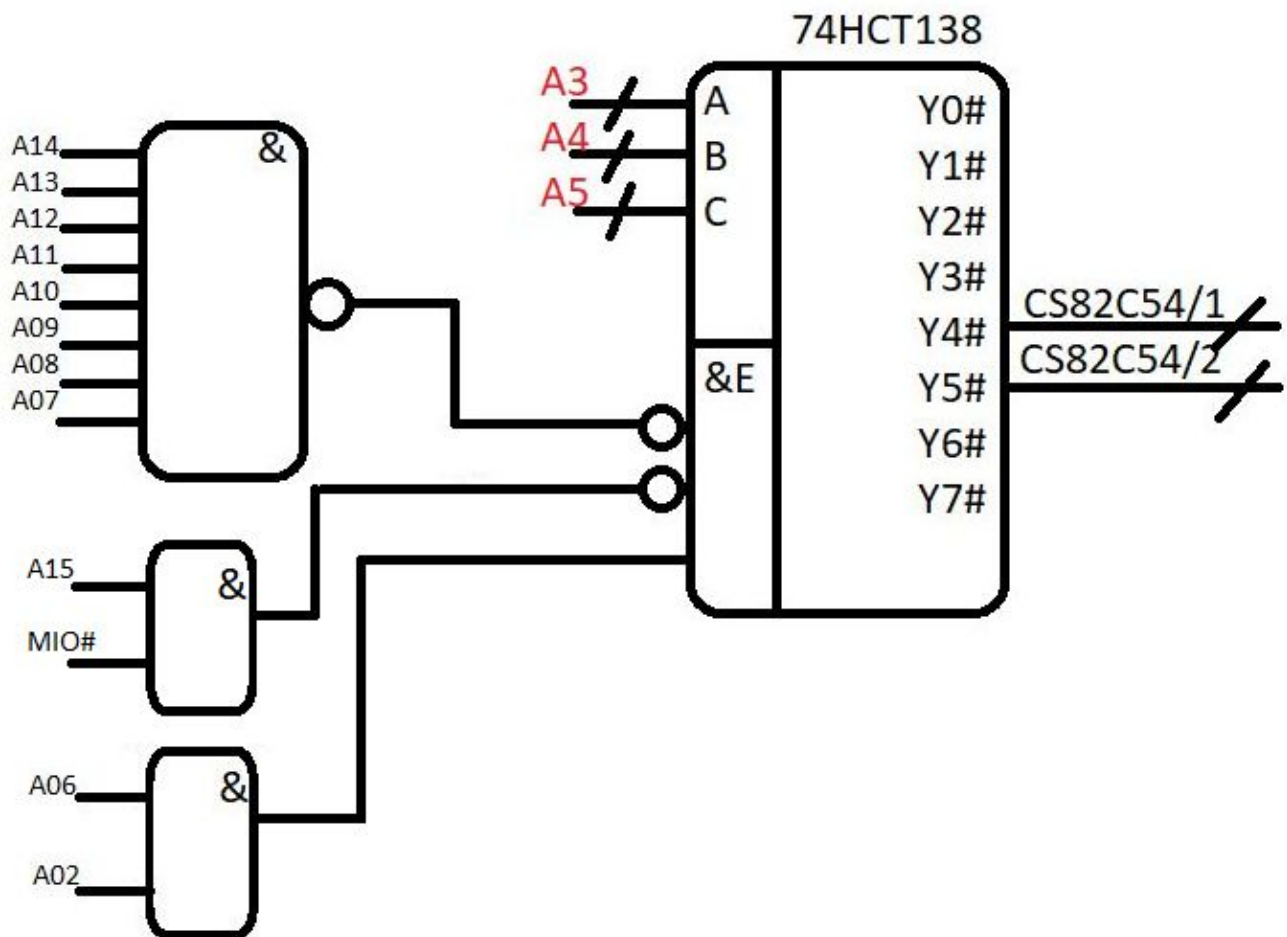 74HCT138
A3
A4
A5
A
B
C
&E
Y0#
Y1#
Y2#
Y3#
Y4#
Y5#
Y6#
Y7#
CS82C54/1
CS82C54/2
&
A14
A13
A12
A11
A10
A09
A08
A07
A15
MIO#
&
A06
A02
&